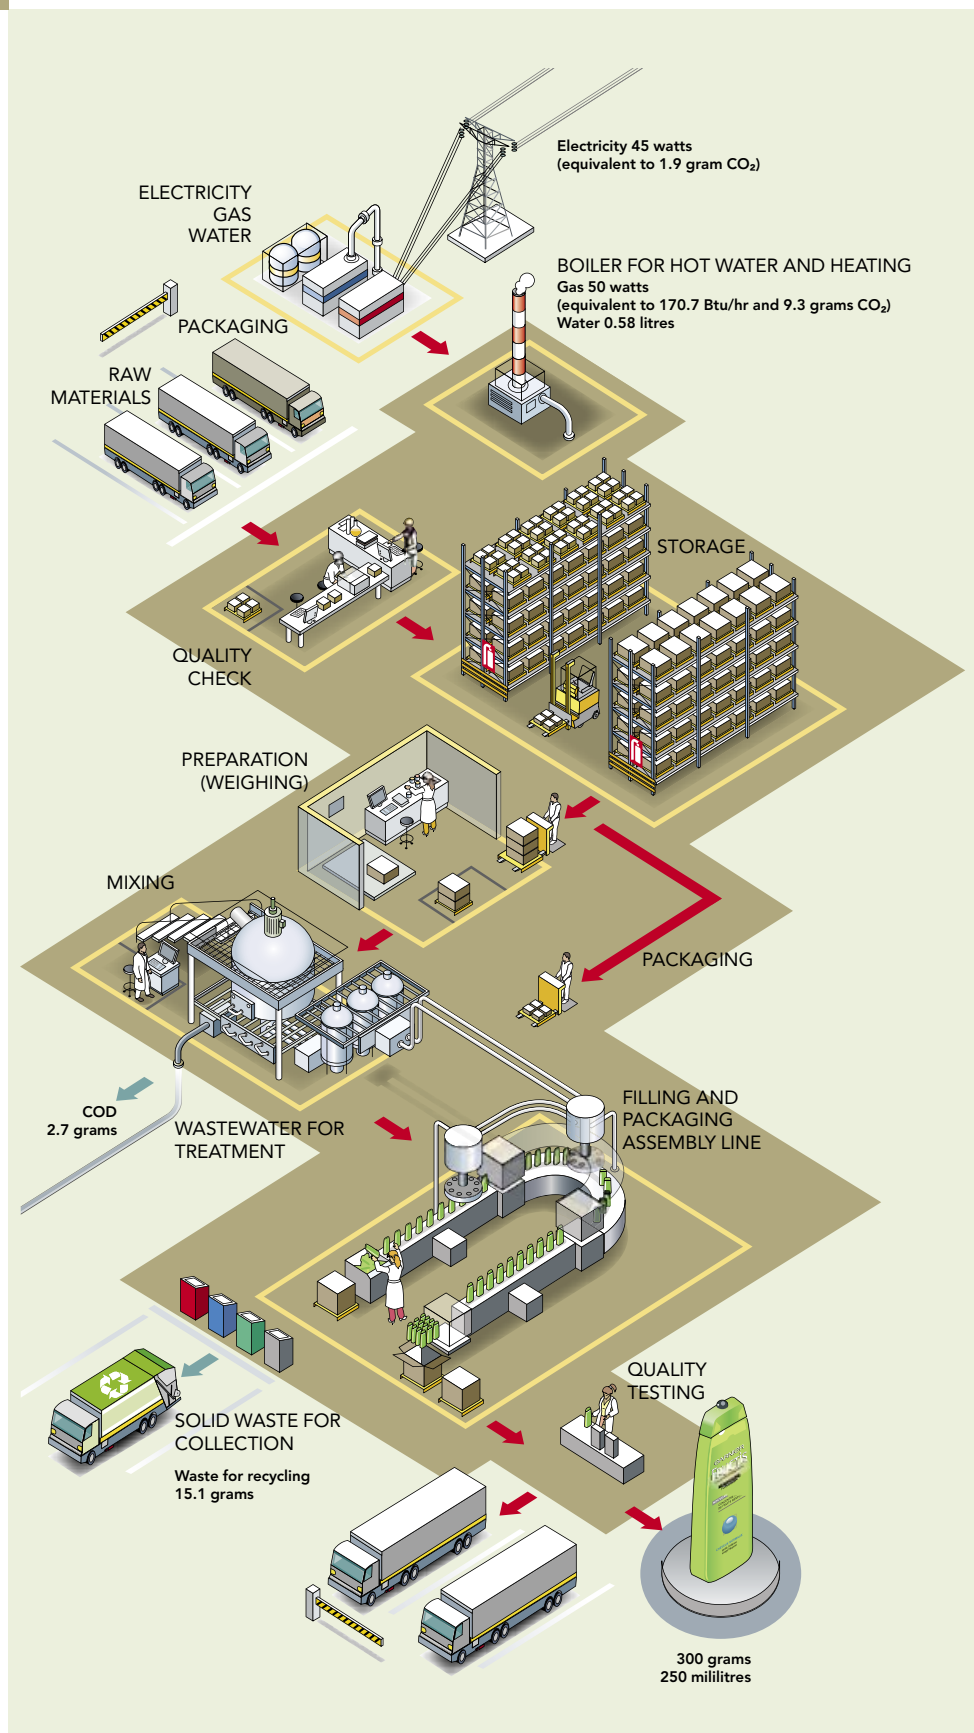 Electricity 45 watts
(equivalent to 1.9 gram CO₂)
ELECTRICITY
GAS
WATER
BOILER FOR HOT WATER AND HEATING
Gas 50 watts
(equivalent to 170.7 Btu/hr and 9.3 grams CO₂)
Water 0.58 litres
PACKAGING
RAW
MATERIALS
STORAGE
QUALITY
CHECK
PREPARATION
(WEIGHING)
MIXING
PACKAGING
COD
2.7 grams
WASTEWATER FOR
TREATMENT
FILLING AND
PACKAGING
ASSEMBLY LINE
QUALITY
TESTING
SOLID WASTE FOR
COLLECTION
Waste for recycling
15.1 grams
300 grams
250 mililitres